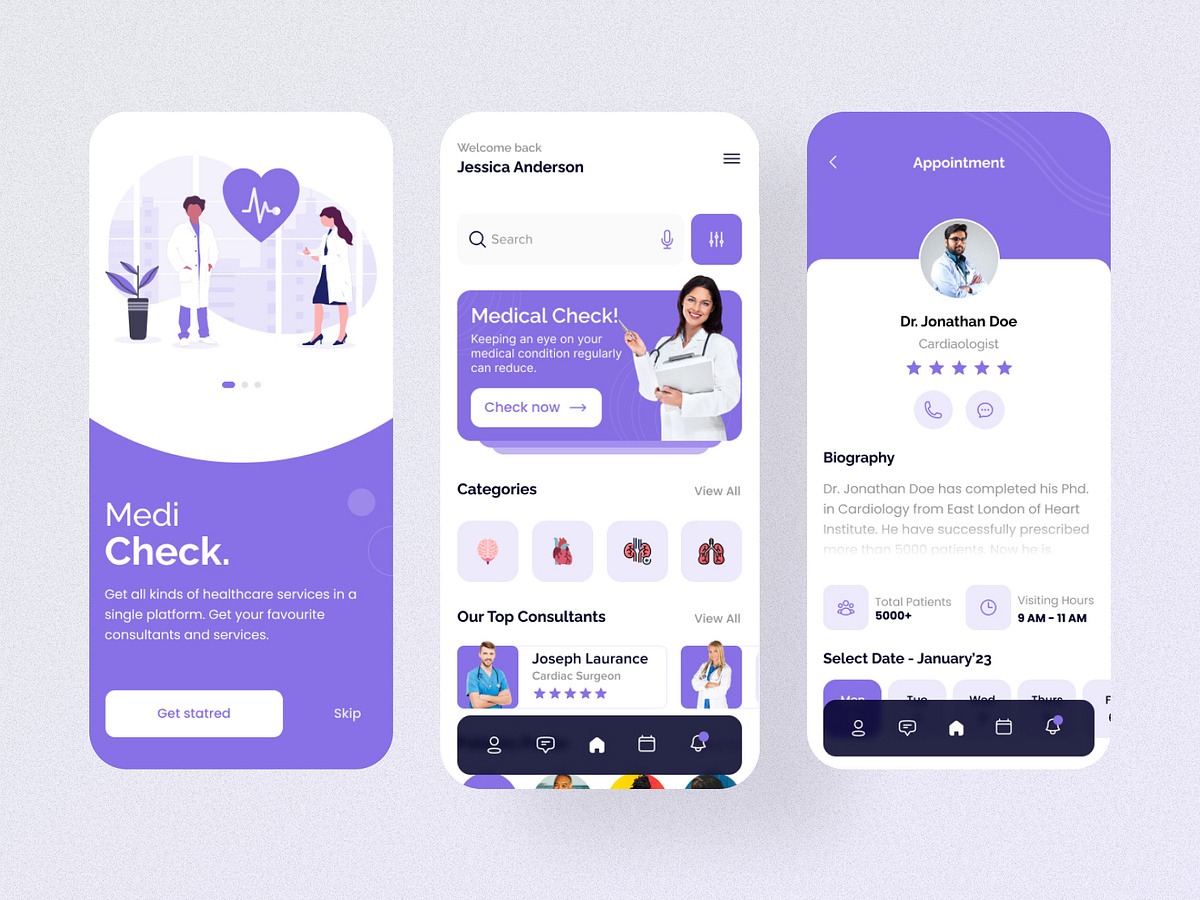 Medi
Check.
Get all kinds of healthcare services in a
single platform. Get your favourite
consultants and services.
Get statred
Skip
Welcome back
Jessica Anderson
Search
Medical Check!
Keeping an eye on your
medical condition regularly
can reduce.
Check now
Categories
View All
Our Top Consultants
View All
Joseph Laurance
Cardiac Surgeon
Appointment
Dr. Jonathan Doe
Cardiaologist
Biography
Dr. Jonathan Doe has completed his Phd.
in Cardiology from East London of Heart
Institute. He have successfully prescribed
more than 5000 patients. Now he is
Total Patients
5000+
Visiting Hours
9 AM - 11 AM
Select Date - January'23
Mon
Tue
Wed
Thurs
F